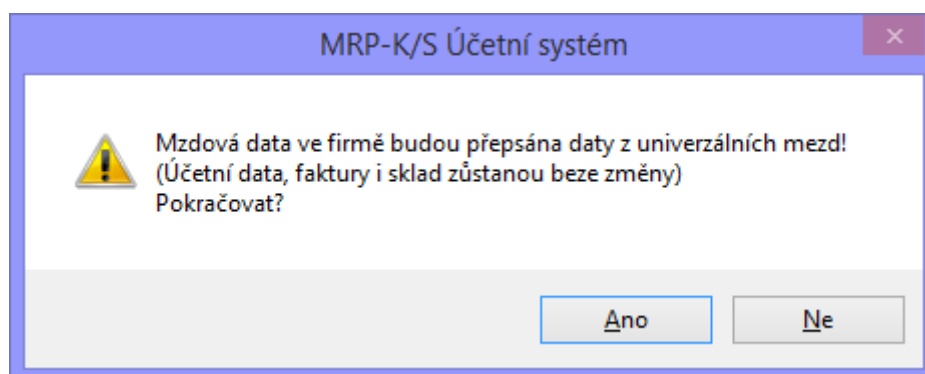 MRP-K/S Účetní systém
Mzdová data ve firmě budou přepsána daty z univerzálních mezd!
(Účetní data, faktury i sklad zůstanou beze změny)
Pokračovat?
Ano
Ne